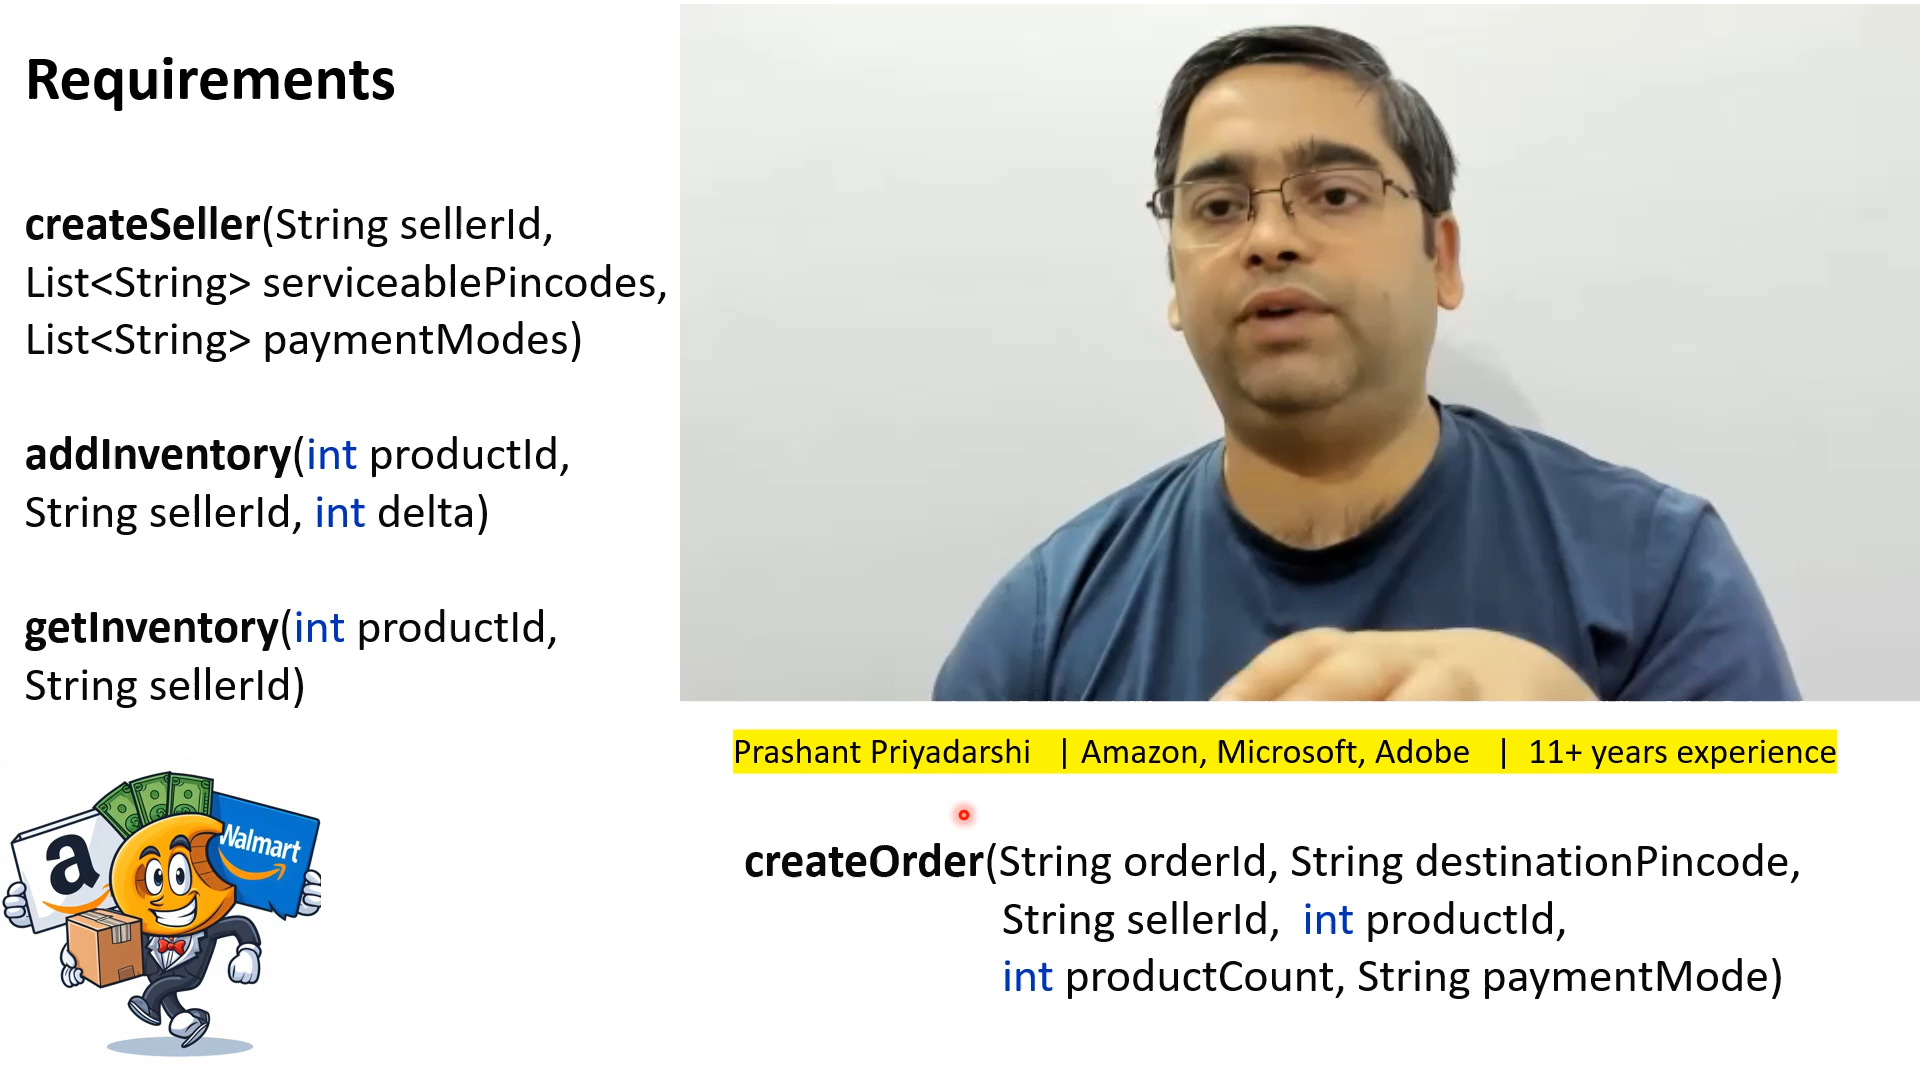 Requirements
createSeller(String sellerId,
List<String> serviceablePincodes,
List<String> paymentModes)
addInventory(int productId,
String sellerId, int delta)
getInventory(int productId,
String sellerId)
a
Walmart
Prashant Priyadarshi | Amazon, Microsoft, Adobe | 11+ years experience
createOrder(String orderId, String destinationPincode,
String sellerId, int productId,
int productCount, String paymentMode)